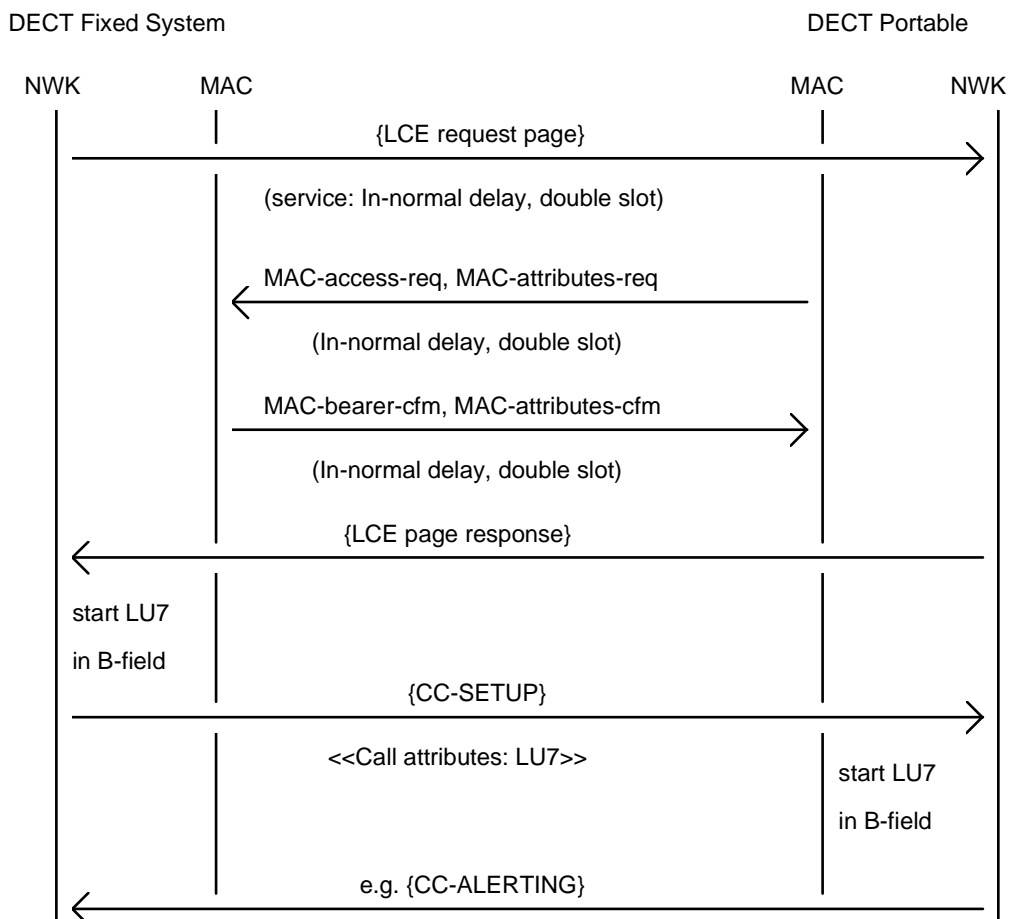 DECT Fixed System DECT Portable
NWK MAC MAC NWK
{LCE request page}
(service: In-normal delay, double slot)
MAC-access-req, MAC-attributes-req
(In-normal delay, double slot)
MAC-bearer-cfm, MAC-attributes-cfm
(In-normal delay, double slot)
{LCE page response}
start LU7
in B-field
{CC-SETUP}
<<Call attributes: LU7>>
start LU7
in B-field
e.g. {CC-ALERTING}